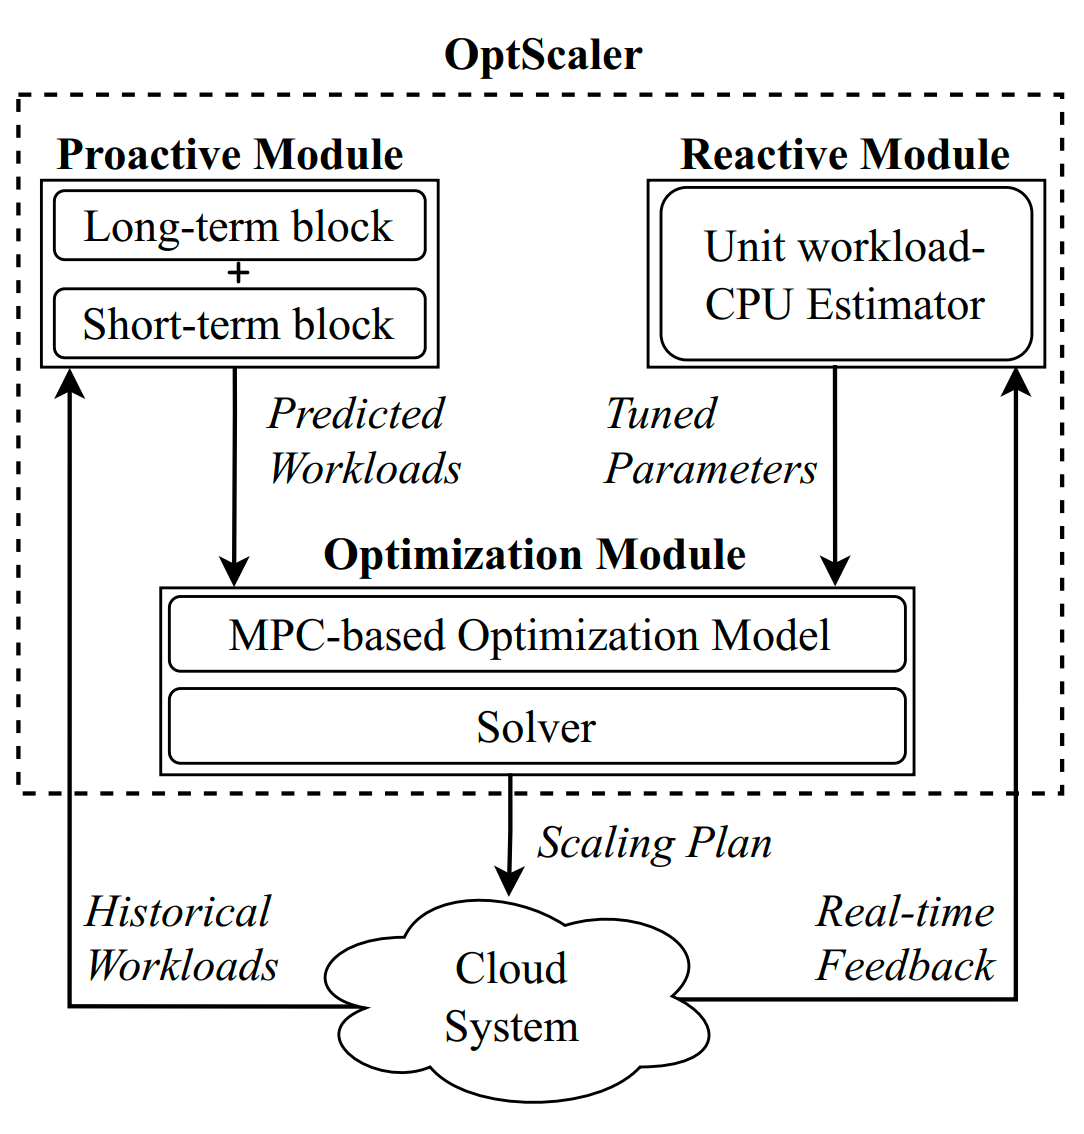 OptScaler
Proactive Module
Reactive Module
Long-term block
+
Short-term block
Unit workload-
CPU Estimator
Predicted
Workloads
Tuned
Parameters
Optimization Module
MPC-based Optimization Model
Solver
Scaling Plan
Historical
Workloads
Real-time
Feedback
Cloud
System